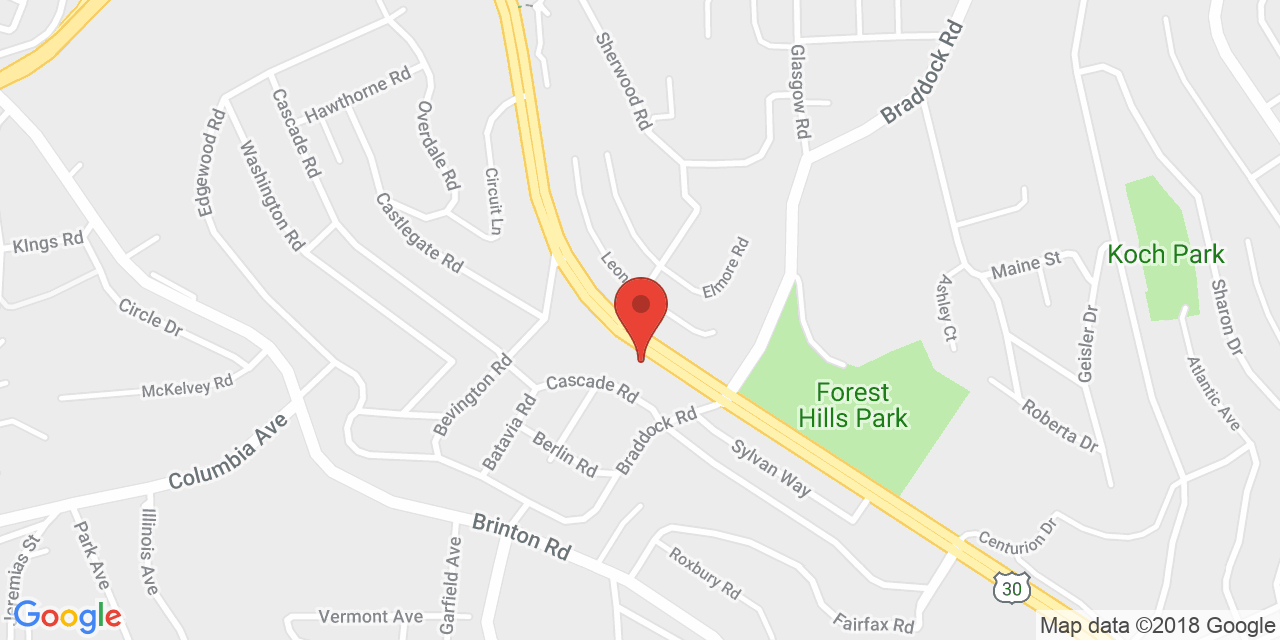 Sherwood Rd
Glasgow Rd
Braddock Rd
Hawthorne Rd
Cascade Rd
Overdale Rd
Edgewood Rd
Washington Rd
Circuit Ln
KIngs Rd
Castlegate Rd
Leon
Elmore Rd
Koch Park
Maine St
Ashley Ct
Geisler Dr
Sharon Dr
Circle Dr
McKelvey Rd
Bevington Rd
Cascade Rd
Batavia Rd
Forest
Hills Park
Atlantic Ave
Roberta Dr
Columbia Ave
Berlin Rd
Braddock Rd
Sylvan Way
Brinton Rd
Centurion Dr
Jeremias St
Park Ave
Illinois Ave
Garfield Ave
Roxbury Rd
30
Vermont Ave
Fairfax Rd
Google
Map data ©2018 Google